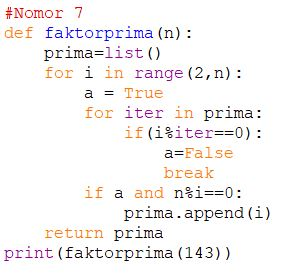 #Nomor 7
def faktorprima(n):
    prima=list()
    for i in range(2,n):
        a = True
        for iter in prima:
            if(i%iter==0):
                a=False
                break
        if a and n%i==0:
            prima.append(i)
    return prima
print(faktorprima(143))